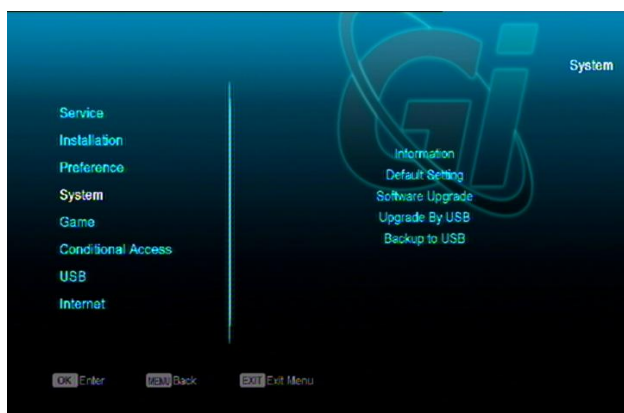 System
Service
Installation
Preference
System
Game
Conditional Access
USB
Internet
Information
Default Setting
Software Upgrade
Upgrade By USB
Backup to USB
OK Enter MENU Back EXIT Exit Menu
Gi